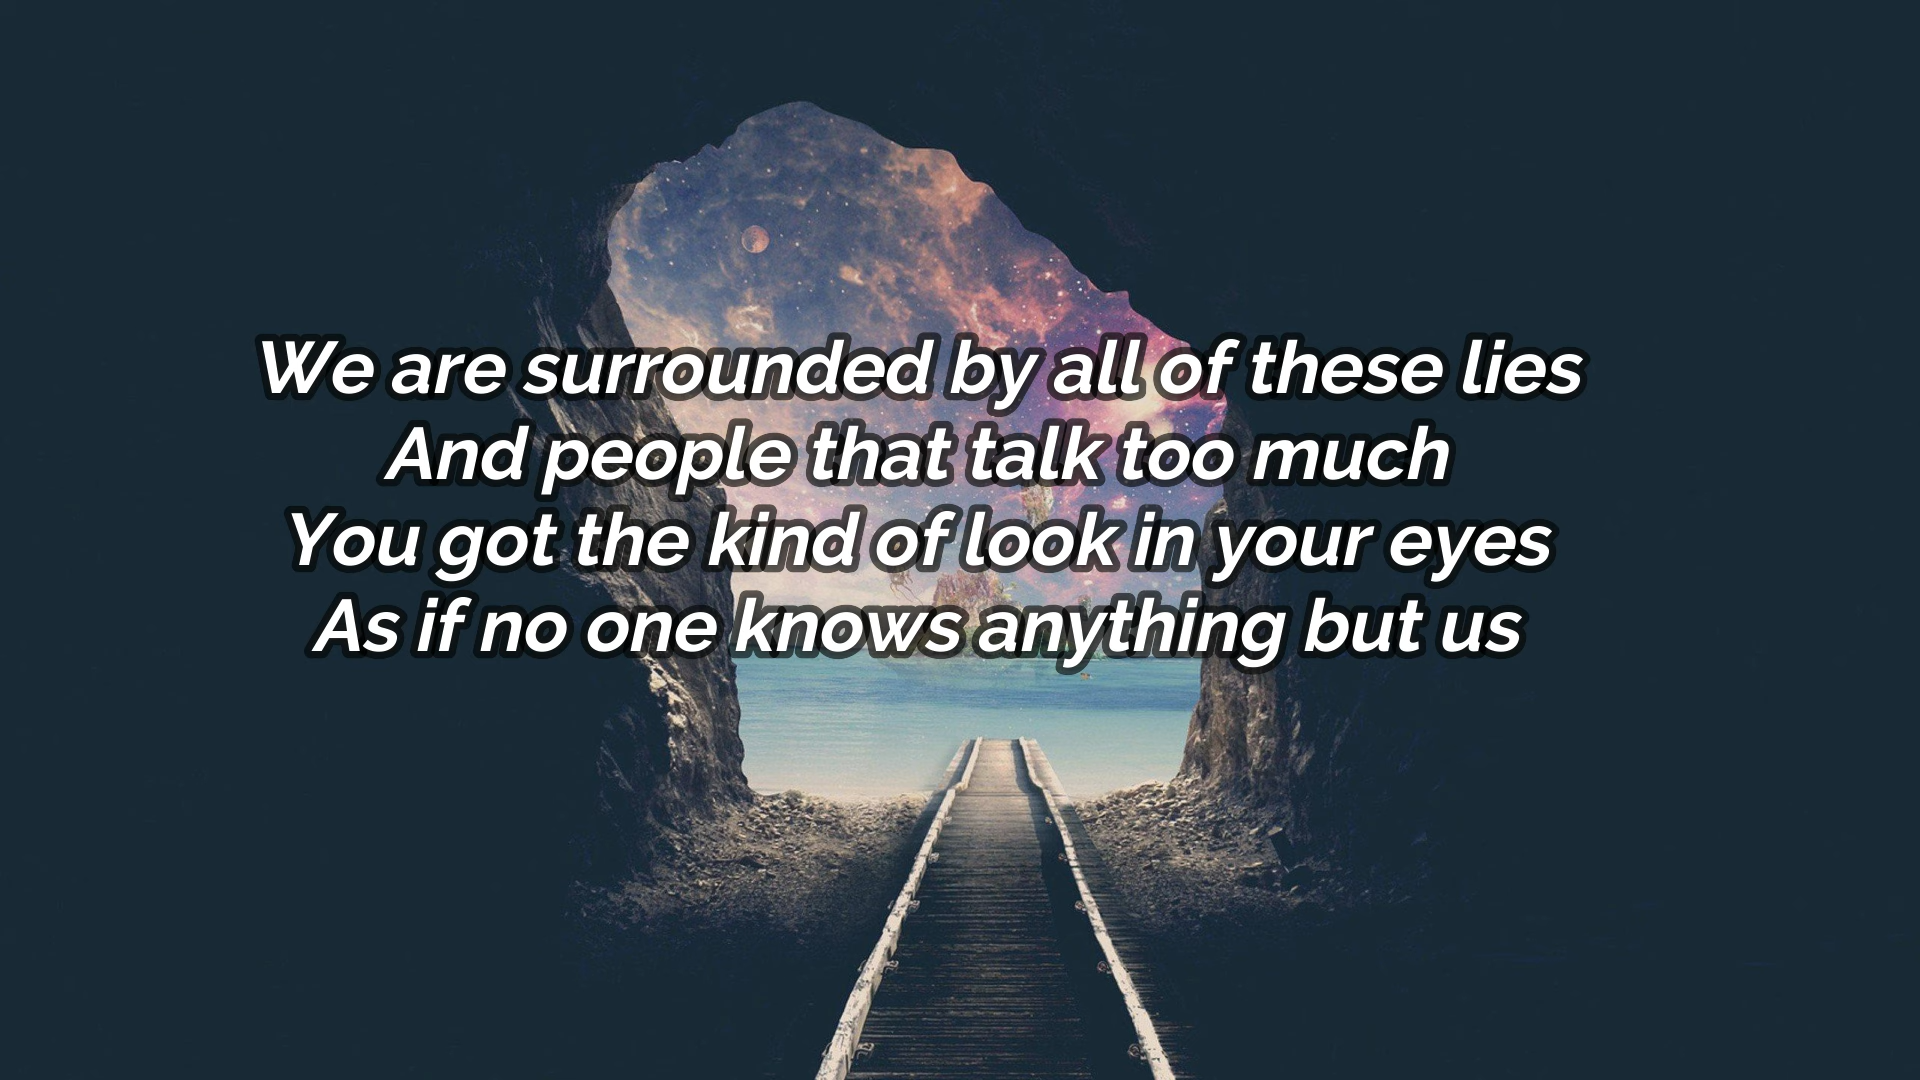 We are surrounded by all of these lies
And people that talk too much
You got the kind of look in your eyes
As if no one knows anything but us